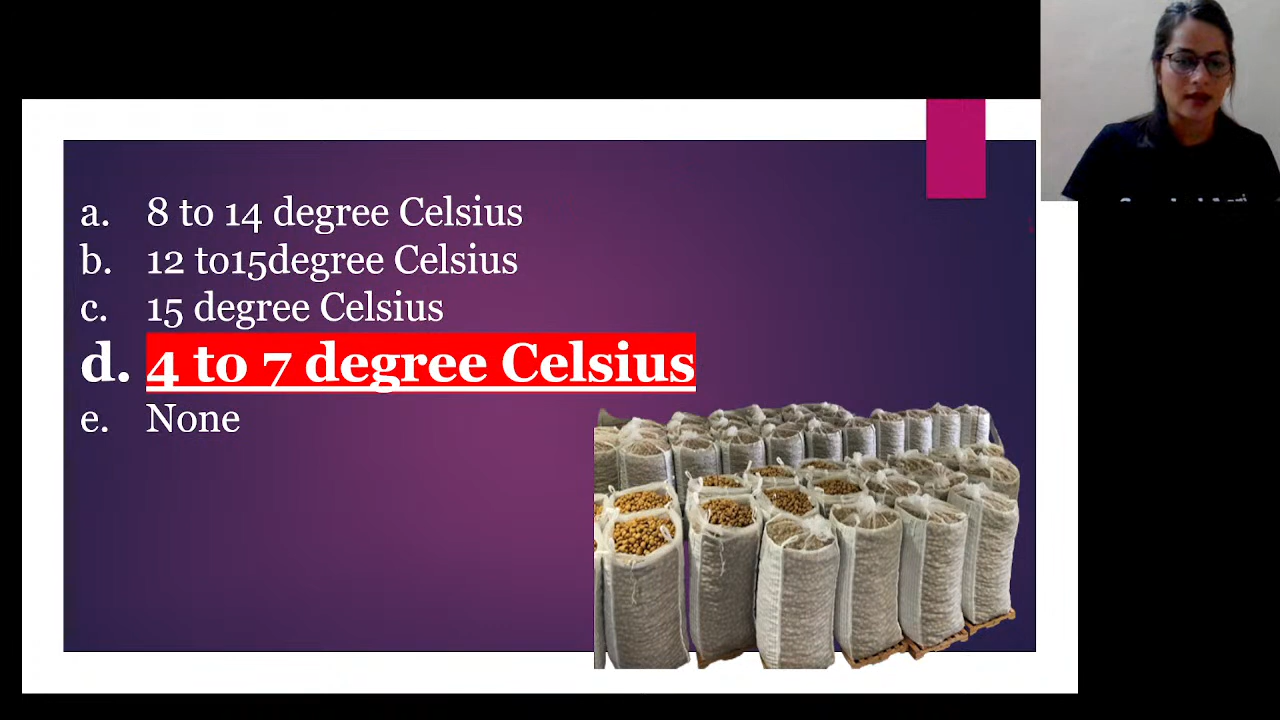 a. 8 to 14 degree Celsius
b. 12 to15degree Celsius
c. 15 degree Celsius
d. 4 to 7 degree Celsius
e. None